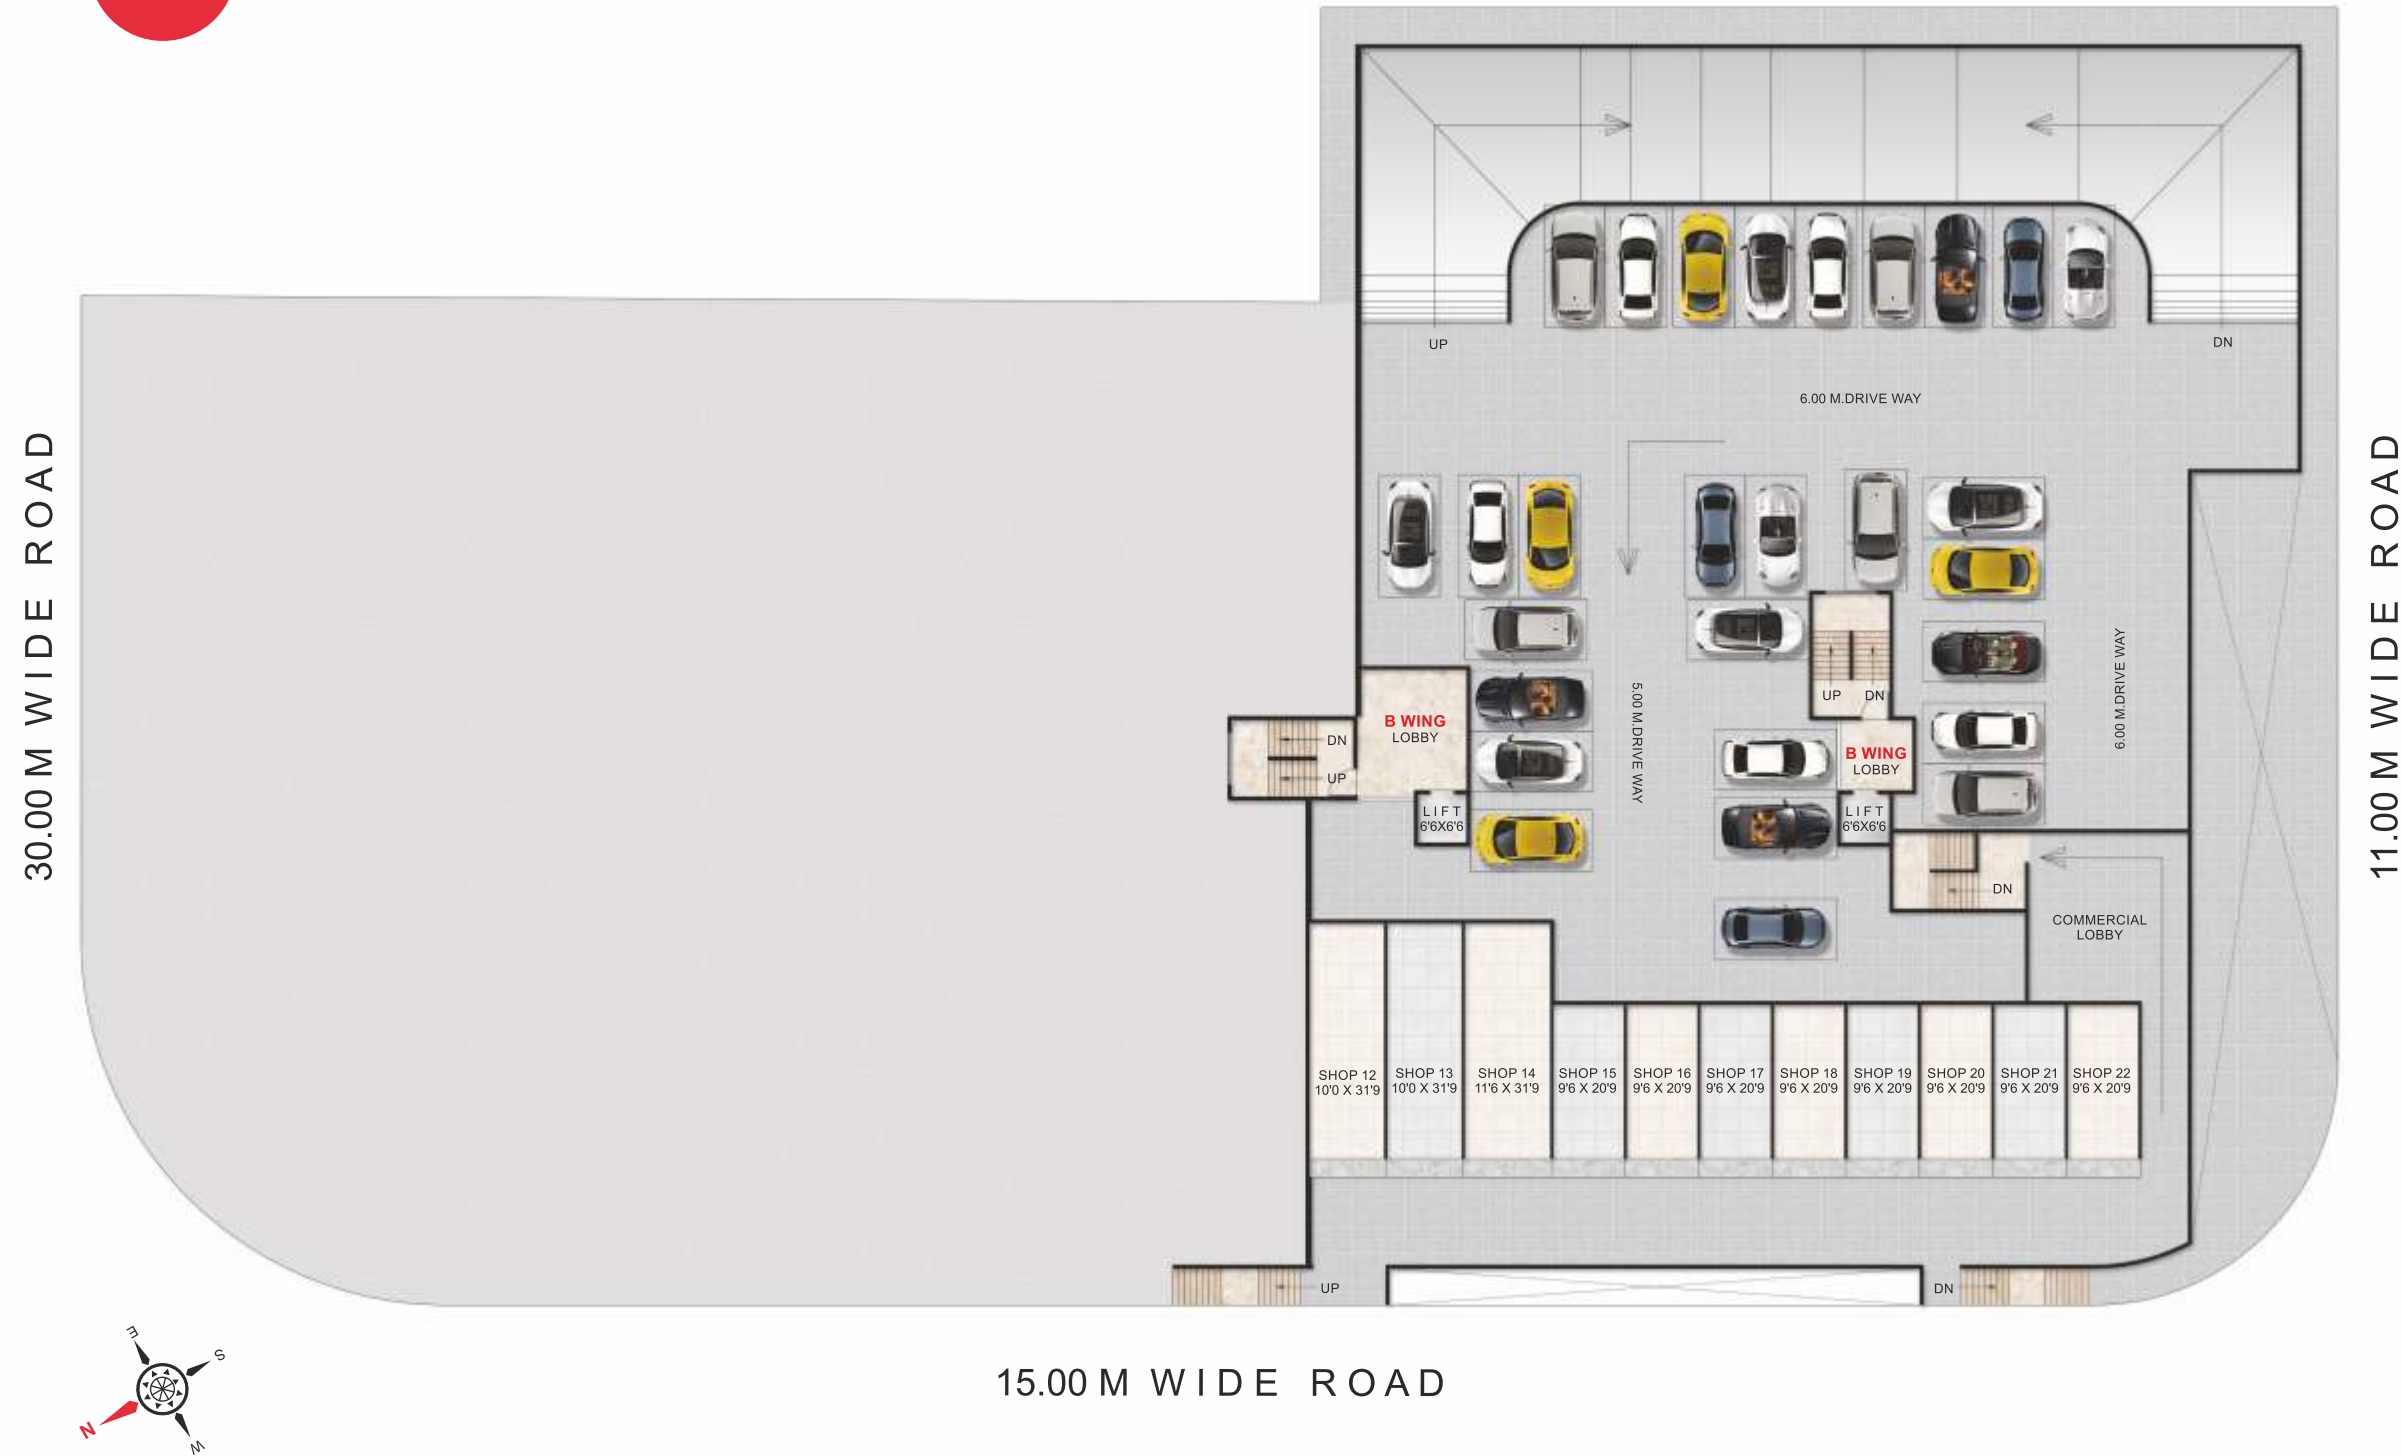 UP
DN
6.00 M.DRIVE WAY
30.00 M WIDE ROAD
11.00 M WIDE ROAD
5.00 M.DRIVE WAY
6.00 M.DRIVE WAY
UP
DN
B WING
LOBBY
DN
UP
B WING
LOBBY
LIFT
6'6X6'6
LIFT
6'6X6'6
DN
COMMERCIAL
LOBBY
SHOP 12
10'0 X 31'9
SHOP 13
10'0 X 31'9
SHOP 14
11'6 X 31'9
SHOP 15
9'6 X 20'9
SHOP 16
9'6 X 20'9
SHOP 17
9'6 X 20'9
SHOP 18
9'6 X 20'9
SHOP 19
9'6 X 20'9
SHOP 20
9'6 X 20'9
SHOP 21
9'6 X 20'9
SHOP 22
9'6 X 20'9
UP
DN
15.00 M WIDE ROAD
E
S
N
W